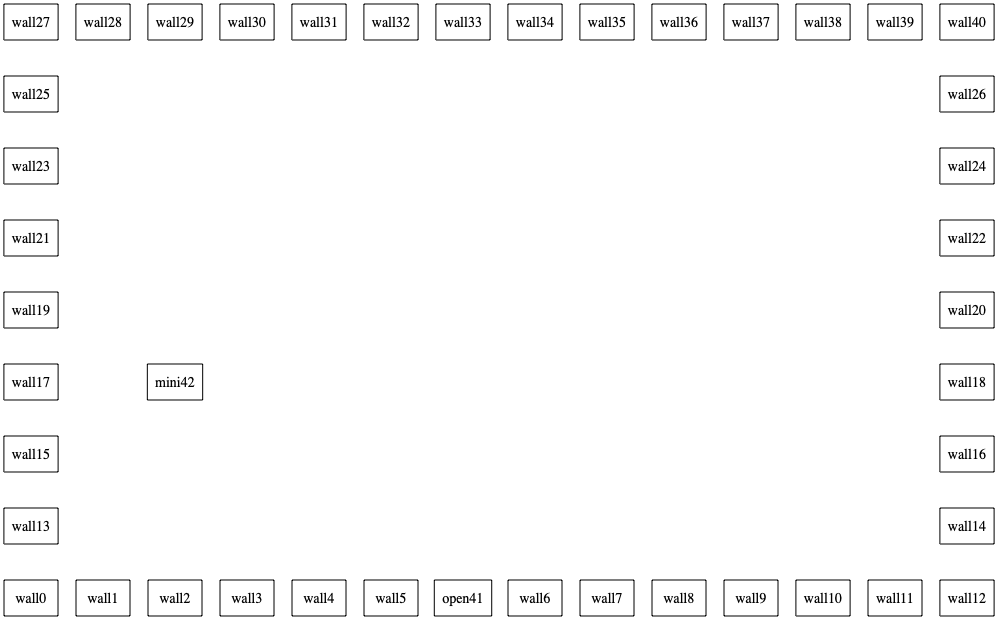 wall27 wall28 wall29 wall30 wall31 wall32 wall33 wall34 wall35 wall36 wall37 wall38 wall39 wall40
wall25 wall26
wall23 wall24
wall21 wall22
wall19 wall20
wall17 mini42 wall18
wall15 wall16
wall13 wall14
wall0 wall1 wall2 wall3 wall4 wall5 open41 wall6 wall7 wall8 wall9 wall10 wall11 wall12